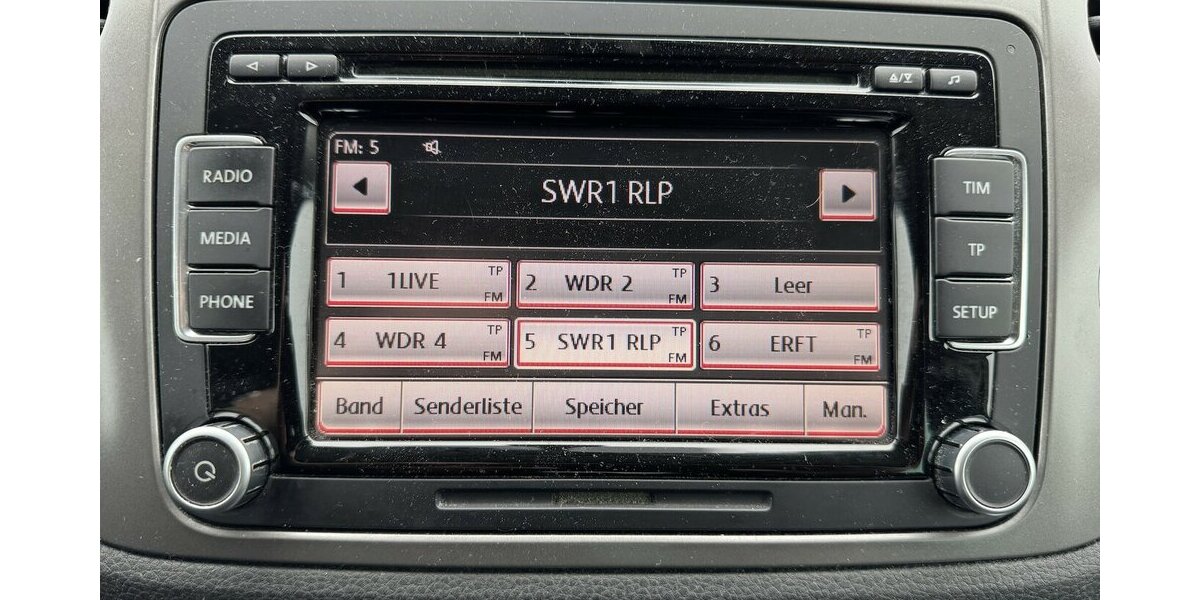 RADIO
MEDIA
PHONE
FM: 5
SWR1 RLP
1 1LIVE TP FM
2 WDR 2 TP FM
3 Leer
4 WDR 4 TP FM
5 SWR1 RLP TP FM
6 ERFT TP FM
Band Senderliste Speicher Extras Man.
TIM
TP
SETUP